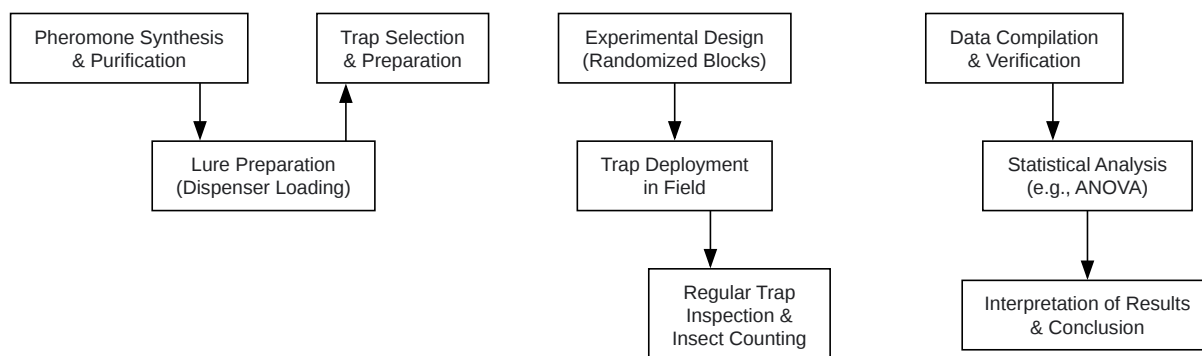 Pheromone Synthesis
& Purification
Trap Selection
& Preparation
Experimental Design
(Randomized Blocks)
Data Compilation
& Verification
Lure Preparation
(Dispenser Loading)
Trap Deployment
in Field
Statistical Analysis
(e.g., ANOVA)
Regular Trap
Inspection &
Insect Counting
Interpretation of Results
& Conclusion